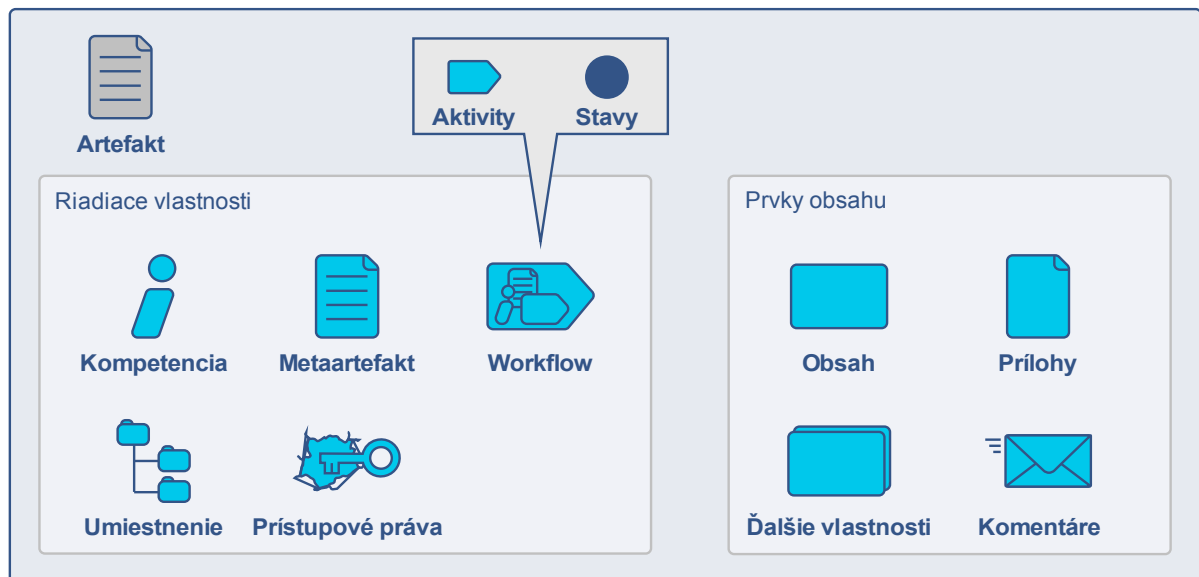 Artefakt
Aktivity
Stavy
Riadiace vlastnosti
Kompetencia
Metaartefakt
Workflow
Umiestnenie
Prístupové práva
Prvky obsahu
Obsah
Prílohy
Ďalšie vlastnosti
Komentáre